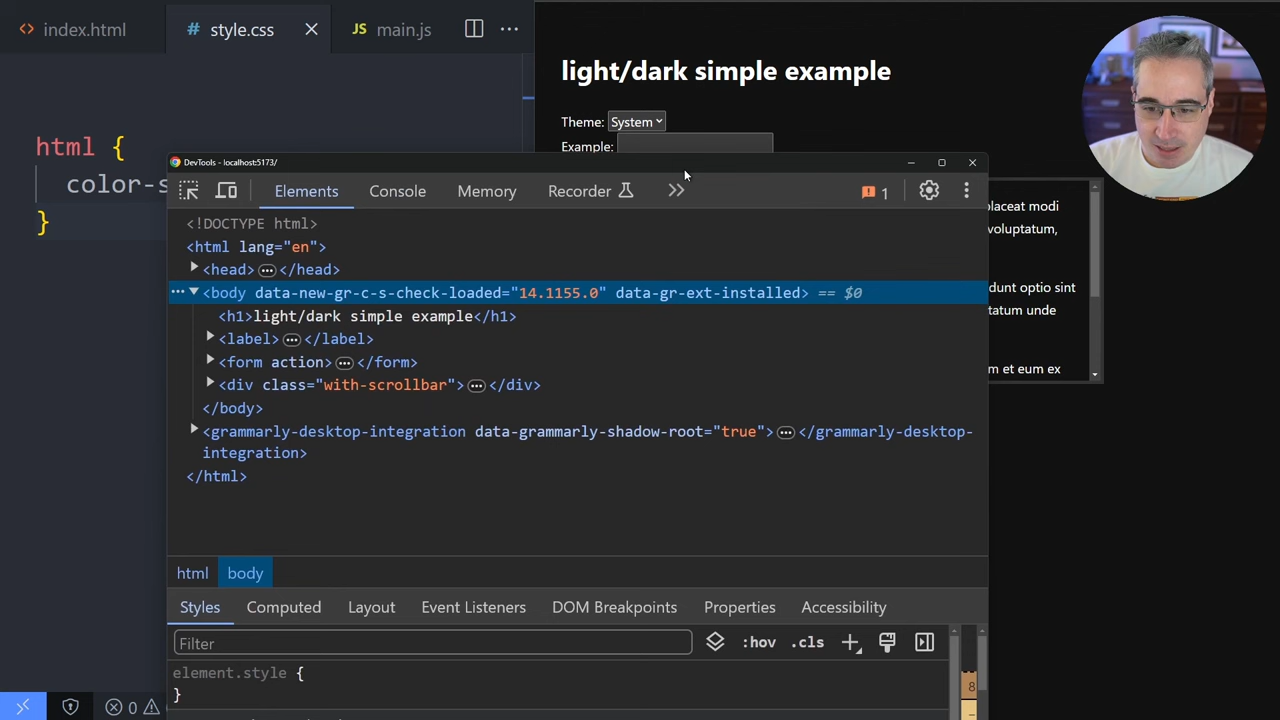 index.html
# style.css
JS main.js
html {
color-s
}
light/dark simple example
Theme: System
Example:
DevTools - localhost:5173/
Elements
Console
Memory
Recorder
1
<!DOCTYPE html>
<html lang="en">
<head> </head>
<body data-new-gr-c-s-check-loaded="14.1155.0" data-gr-ext-installed> == $0
<h1>light/dark simple example</h1>
<label> </label>
<form action> </form>
<div class="with-scrollbar"> </div>
</body>
<grammarly-desktop-integration data-grammarly-shadow-root="true"> </grammarly-desktop-
integration>
</html>
placeat modi
voluptatum,
dunt optio sint
tatum unde
m et eum ex
html
body
Styles
Computed
Layout
Event Listeners
DOM Breakpoints
Properties
Accessibility
Filter
:hov
.cls
element.style {
}
8
0